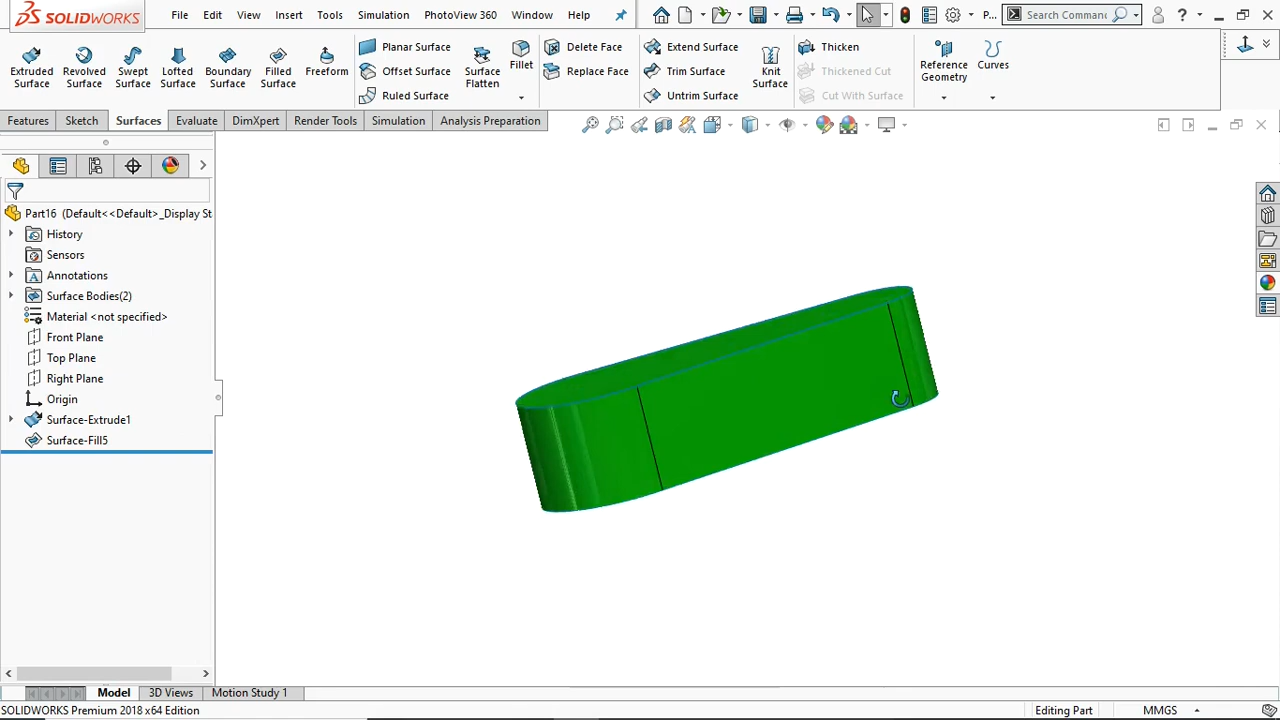 SOLIDWORKS File Edit View Insert Tools Simulation PhotoView 360 Window Help P... Search Commands ?
Extruded Surface
Revolved Surface
Swept Surface
Lofted Surface
Boundary Surface
Filled Surface
Freeform
Planar Surface
Offset Surface
Ruled Surface
Surface Flatten
Fillet
Delete Face
Replace Face
Extend Surface
Trim Surface
Untrim Surface
Knit Surface
Thicken
Thickened Cut
Cut With Surface
Reference Geometry
Curves
Features Sketch Surfaces Evaluate DimXpert Render Tools Simulation Analysis Preparation
Part16 (Default<<Default>_Display St
History
Sensors
Annotations
Surface Bodies(2)
Material <not specified>
Front Plane
Top Plane
Right Plane
Origin
Surface-Extrude1
Surface-Fill5
Model 3D Views Motion Study 1
SOLIDWORKS Premium 2018 x64 Edition Editing Part MMGS